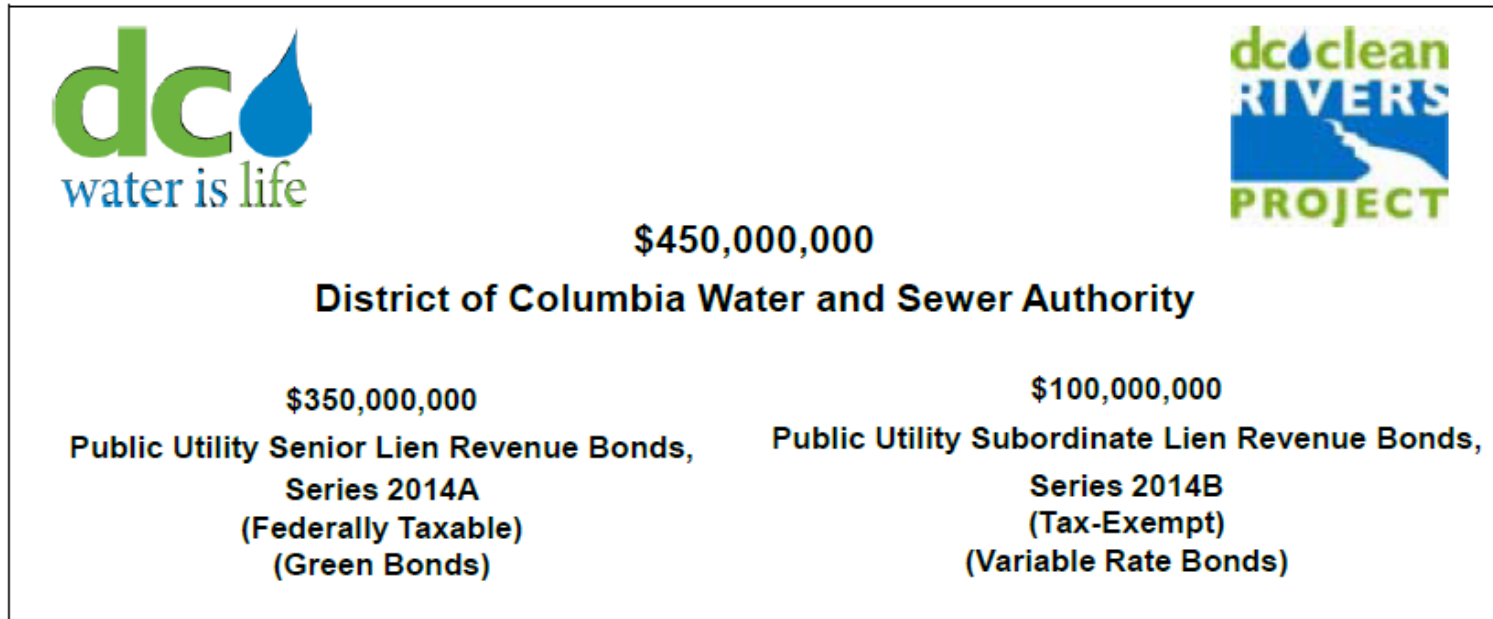 dc
water is life
dc clean
RIVERS
PROJECT
$450,000,000
District of Columbia Water and Sewer Authority
$350,000,000
Public Utility Senior Lien Revenue Bonds,
Series 2014A
(Federally Taxable)
(Green Bonds)
$100,000,000
Public Utility Subordinate Lien Revenue Bonds,
Series 2014B
(Tax-Exempt)
(Variable Rate Bonds)